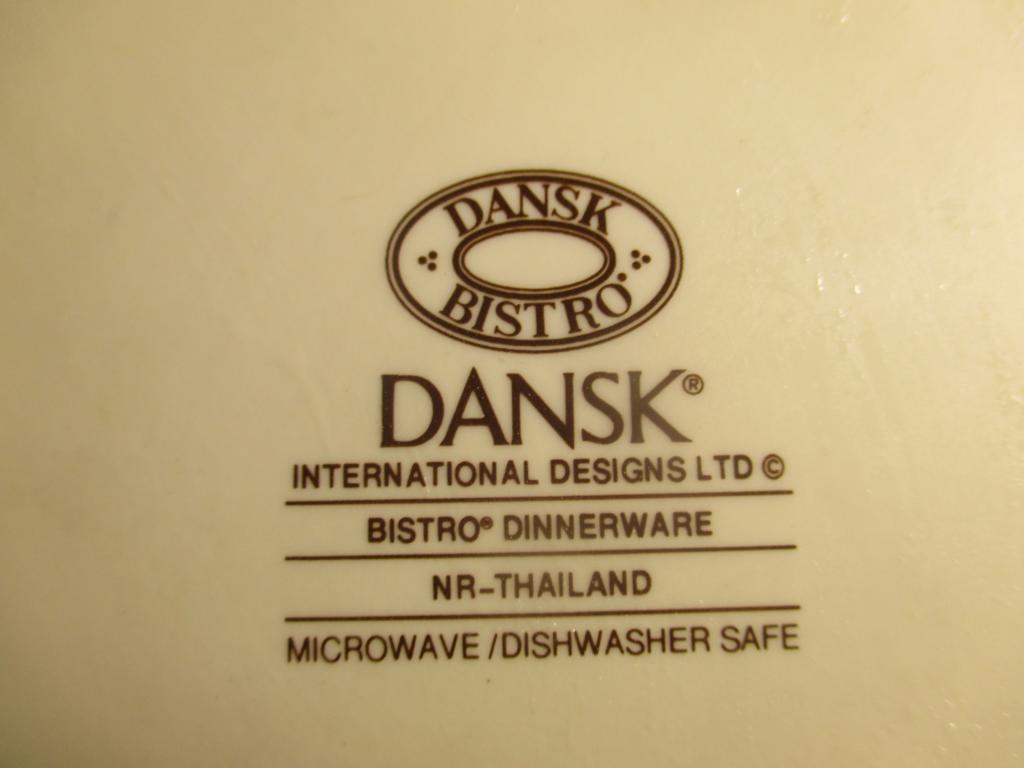 DANSK
BISTRO®
DANSK®
INTERNATIONAL DESIGNS LTD ©
BISTRO® DINNERWARE
NR-THAILAND
MICROWAVE/DISHWASHER SAFE